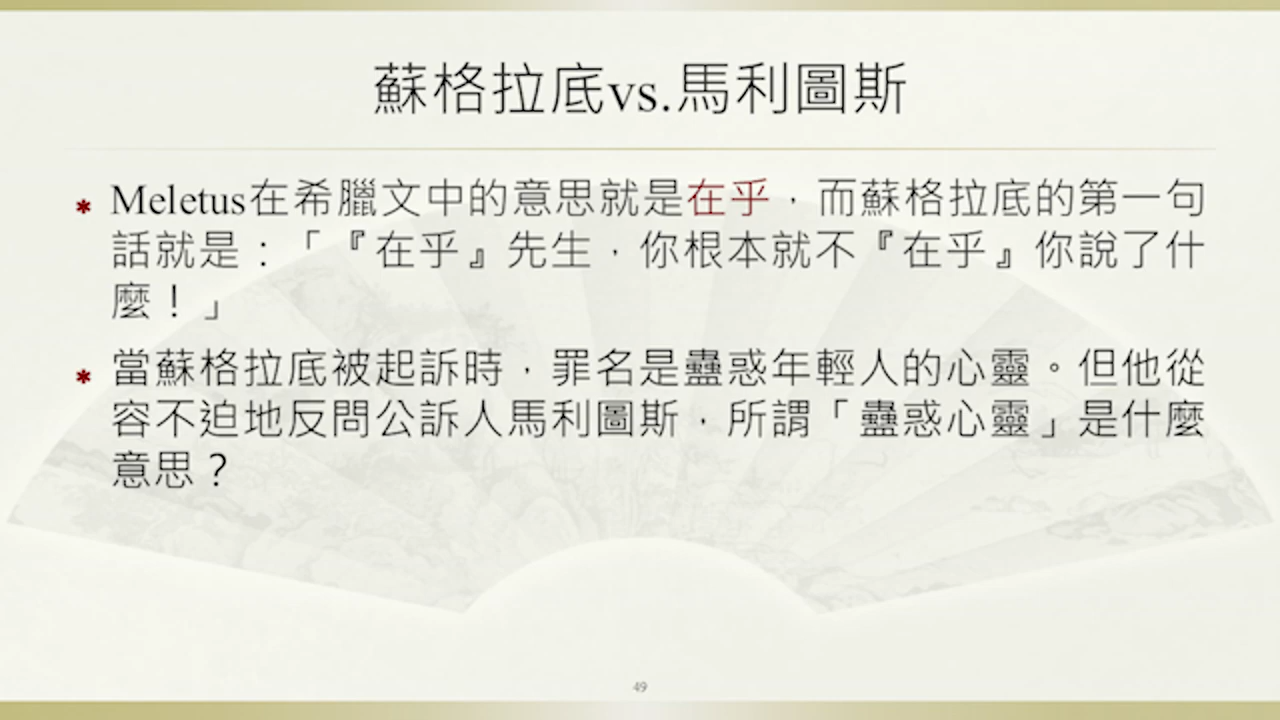 蘇格拉底vs.馬利圖斯
Meletus在希臘文中的意思就是在乎，而蘇格拉底的第一句
話就是：「『在乎』先生，你根本就不『在乎』你說了什
麼！」
當蘇格拉底被起訴時，罪名是蠱惑年輕人的心靈。但他從
容不迫地反問公訴人馬利圖斯，所謂「蠱惑心靈」是什麼
意思？
49